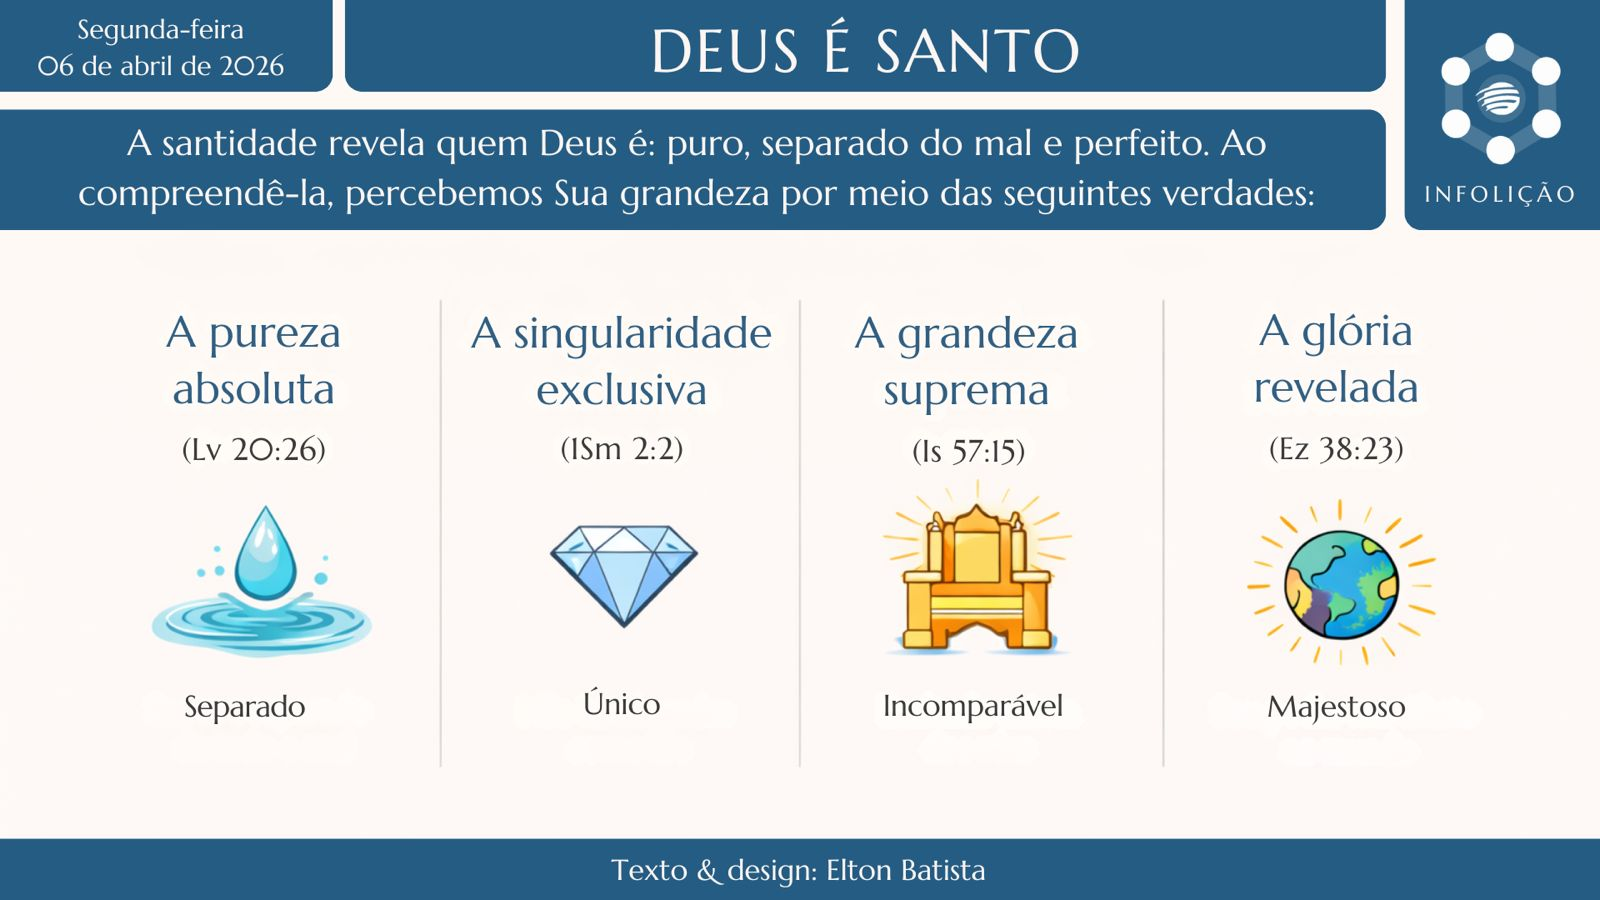 Segunda-feira
06 de abril de 2026
DEUS É SANTO
A santidade revela quem Deus é: puro, separado do mal e perfeito. Ao
compreendê-la, percebemos Sua grandeza por meio das seguintes verdades:
INFOLIÇÃO
A pureza
absoluta
(Lv 20:26)
Separado
A singularidade
exclusiva
(1Sm 2:2)
Único
A grandeza
suprema
(Is 57:15)
Incomparável
A glória
revelada
(Ez 38:23)
Majestoso
Texto & design: Elton Batista